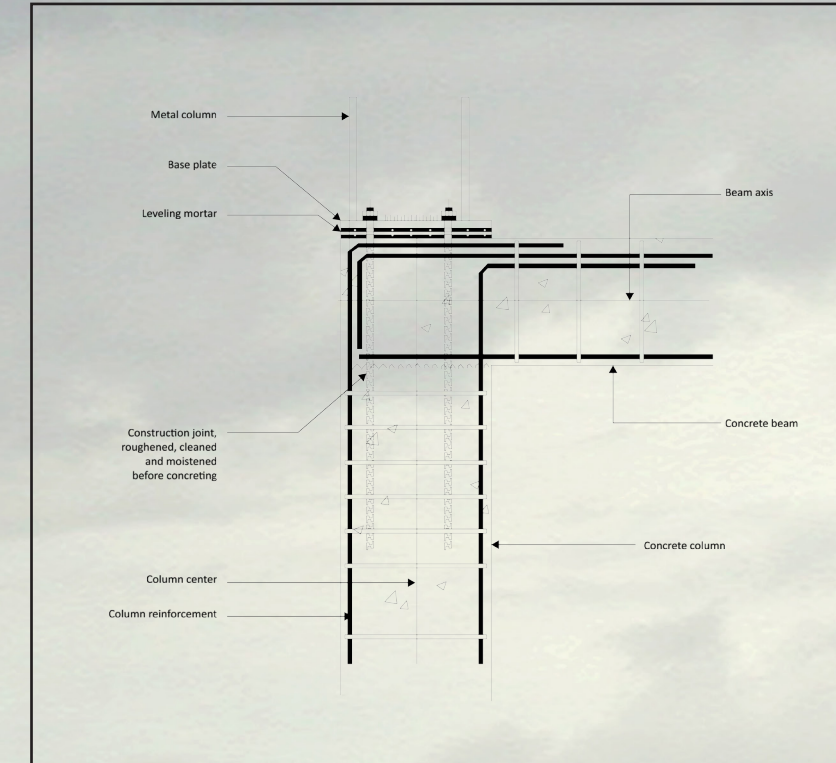 Metal column
Base plate
Leveling mortar
Beam axis
Construction joint,
roughened, cleaned
and moistened
before concreting
Concrete beam
Concrete column
Column center
Column reinforcement